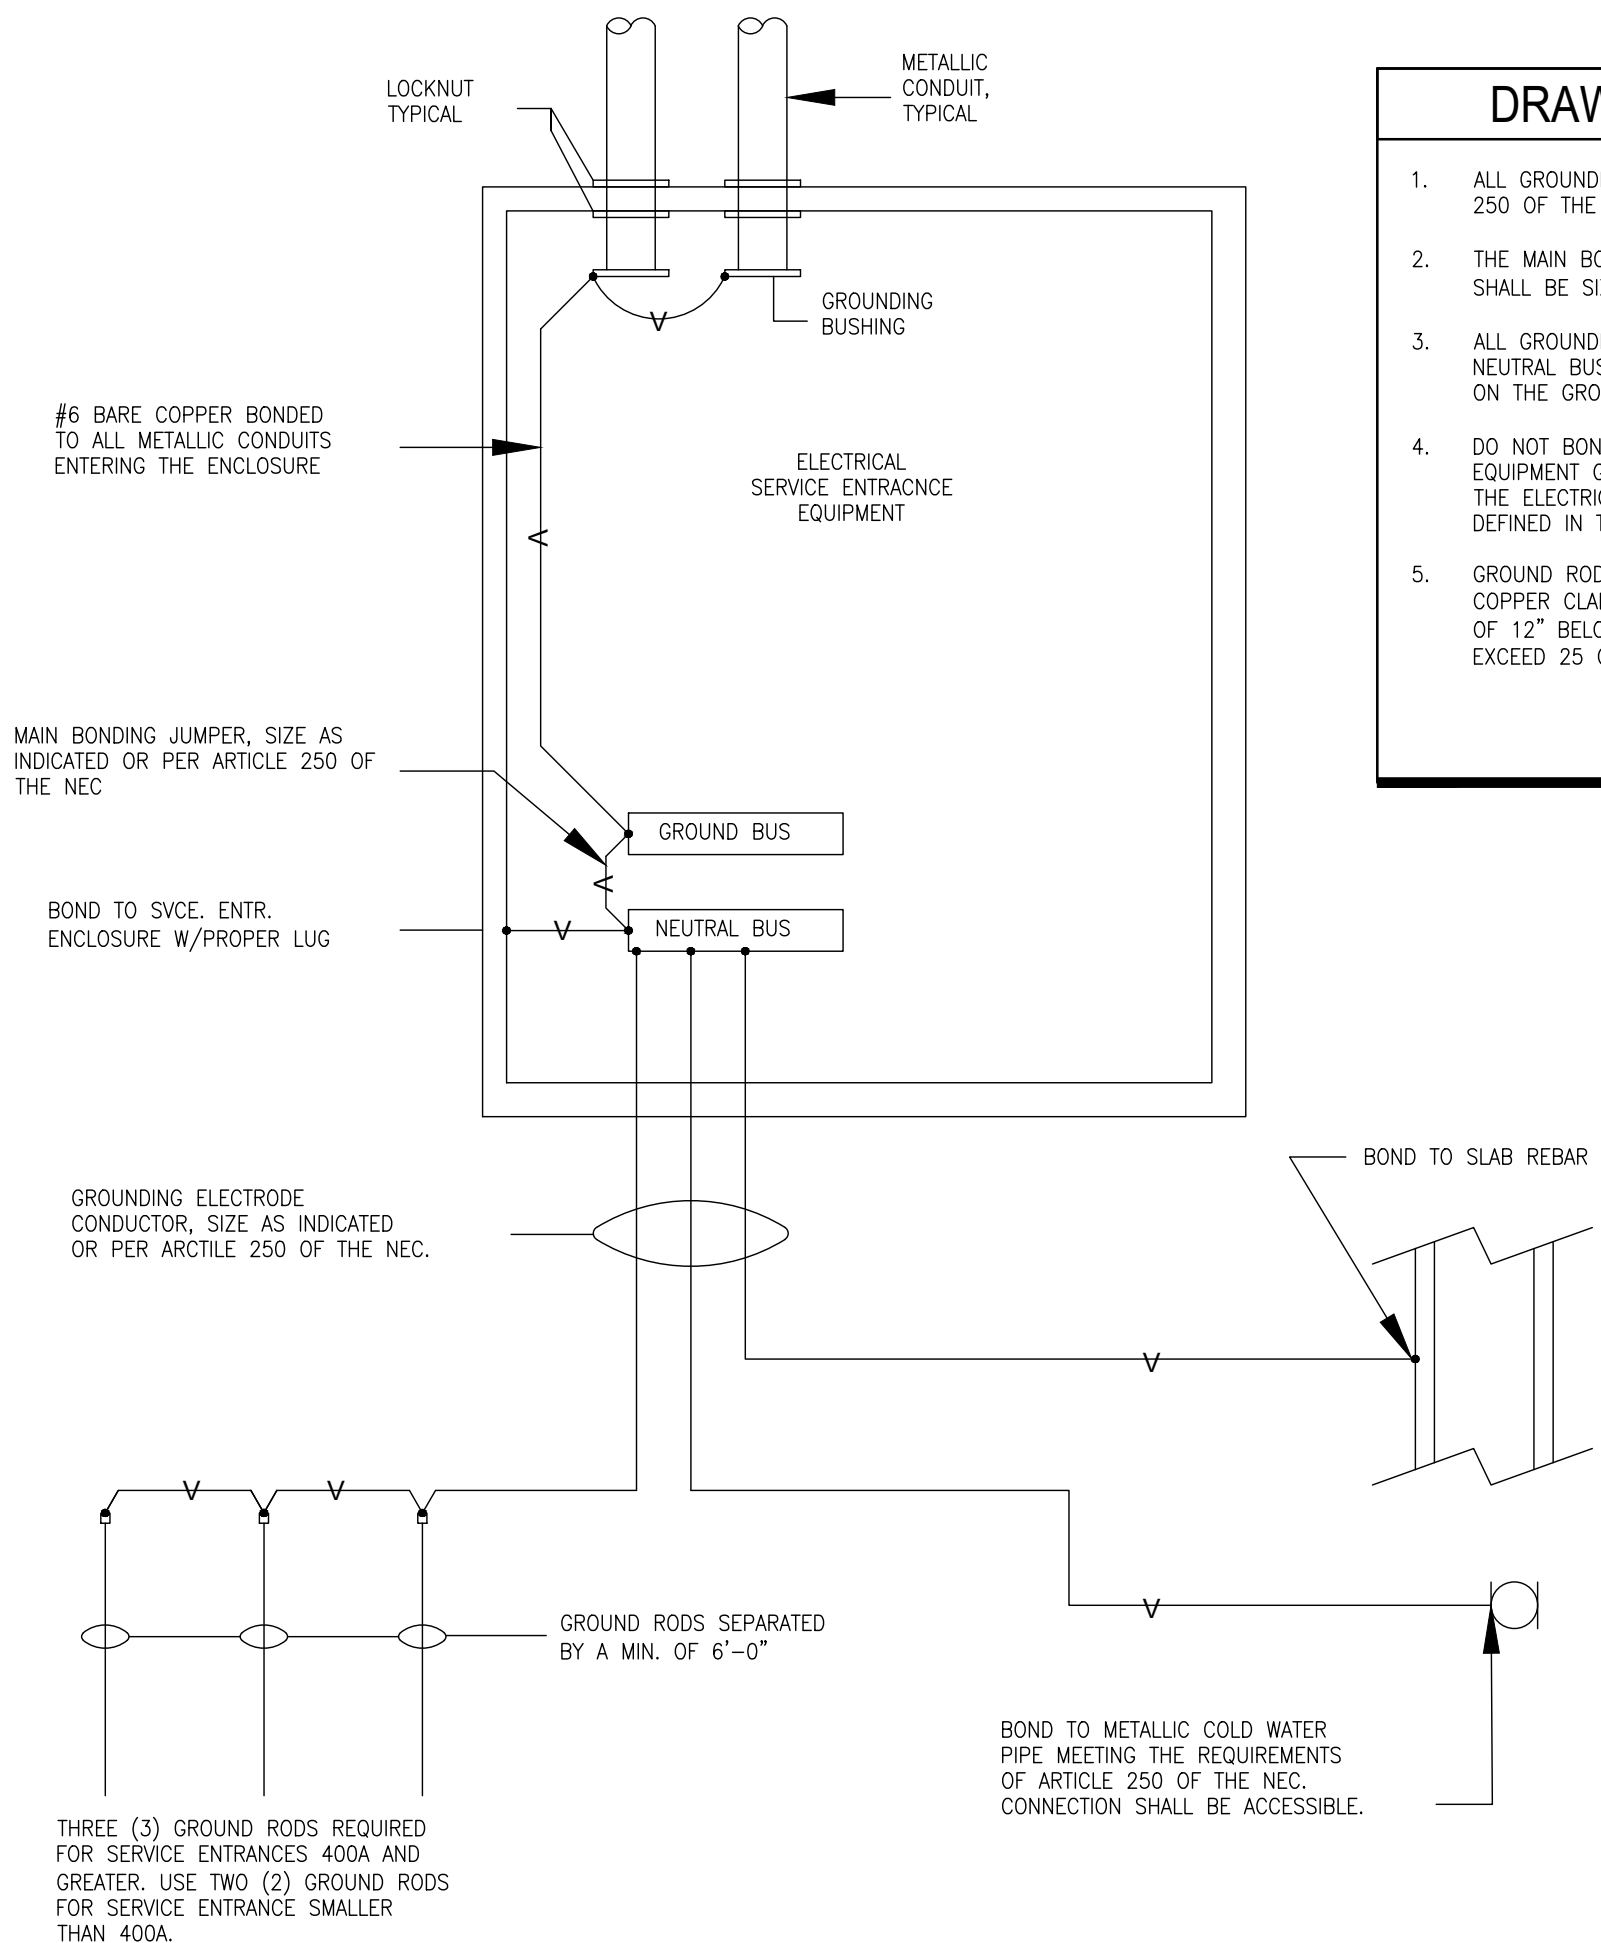 LOCKNUT
TYPICAL
METALLIC
CONDUIT,
TYPICAL
GROUNDING
BUSHING
#6 BARE COPPER BONDED
TO ALL METALLIC CONDUITS
ENTERING THE ENCLOSURE
ELECTRICAL
SERVICE ENTRACNCE
EQUIPMENT
MAIN BONDING JUMPER, SIZE AS
INDICATED OR PER ARTICLE 250 OF
THE NEC
GROUND BUS
BOND TO SVCE. ENTR.
ENCLOSURE W/PROPER LUG
NEUTRAL BUS
GROUNDING ELECTRODE
CONDUCTOR, SIZE AS INDICATED
OR PER ARCTILE 250 OF THE NEC.
BOND TO SLAB REBAR
GROUND RODS SEPARATED
BY A MIN. OF 6'-0"
BOND TO METALLIC COLD WATER
PIPE MEETING THE REQUIREMENTS
OF ARTICLE 250 OF THE NEC.
CONNECTION SHALL BE ACCESSIBLE.
THREE (3) GROUND RODS REQUIRED
FOR SERVICE ENTRANCES 400A AND
GREATER. USE TWO (2) GROUND RODS
FOR SERVICE ENTRANCE SMALLER
THAN 400A.
DRAW
1. ALL GROUND
250 OF THE
2. THE MAIN BO
SHALL BE SI
3. ALL GROUND
NEUTRAL BUS
ON THE GRO
4. DO NOT BON
EQUIPMENT G
THE ELECTRIC
DEFINED IN T
5. GROUND ROD
COPPER CLA
OF 12" BELO
EXCEED 25
V
V
V
V
V
V
V
V
V